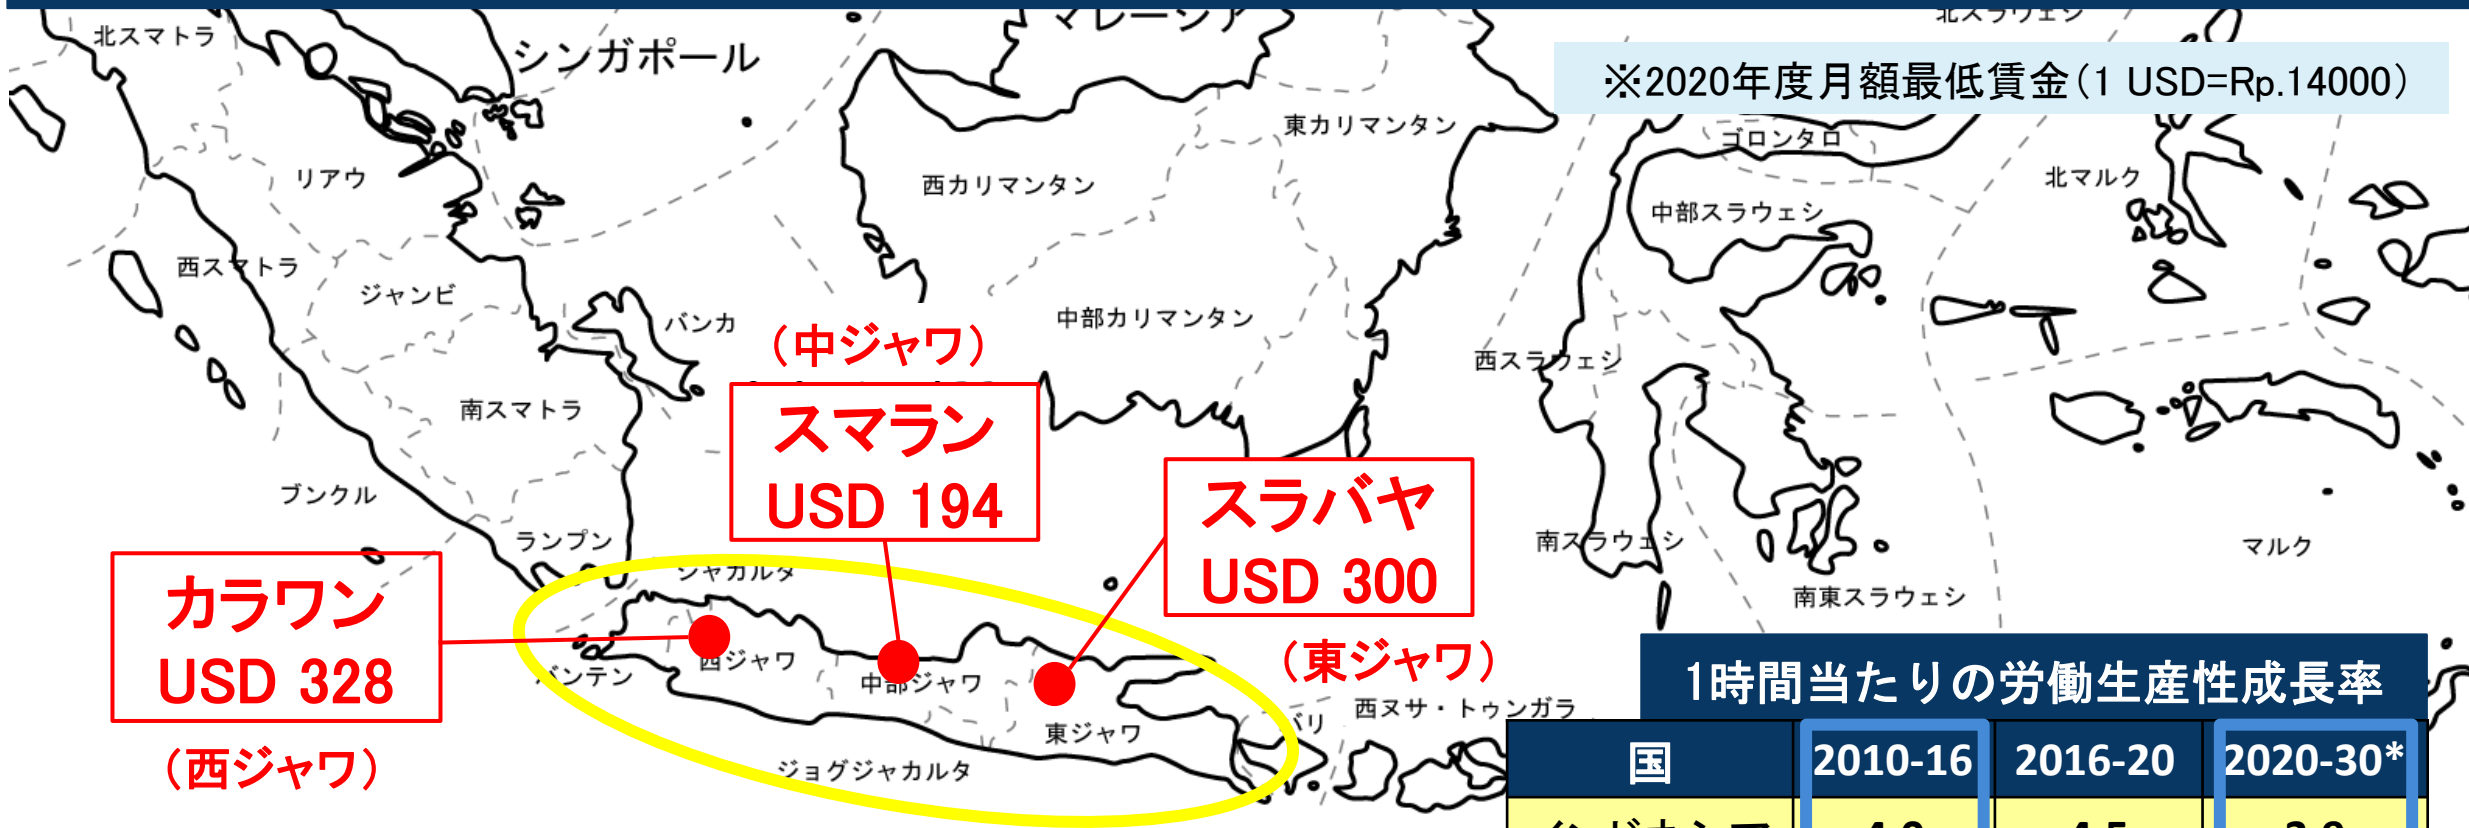 マレーシア
北スラウェシ
北スマトラ
シンガポール
※2020年度月額最低賃金(1 USD=Rp.14000)
東カリマンタン
ゴロンタロ
リアウ
西カリマンタン
北マルク
中部スラウェシ
西スマトラ
ジャンビ
バンカ
中部カリマンタン
(中ジャワ)
西スラウェシ
南スマトラ
スマラン
USD 194
ブンクル
スラバヤ
USD 300
ランプン
南スラウェシ
マルク
ジャカルタ
カラワン
USD 328
南東スラウェシ
(東ジャワ)
西ジャワ
バンテン
中部ジャワ
1時間当たりの労働生産性成長率
西ヌサ・トゥンガラ
バリ
東ジャワ
(西ジャワ)
ジョグジャカルタ
国 2010-16 2016-20 2020-30*
インドネシア